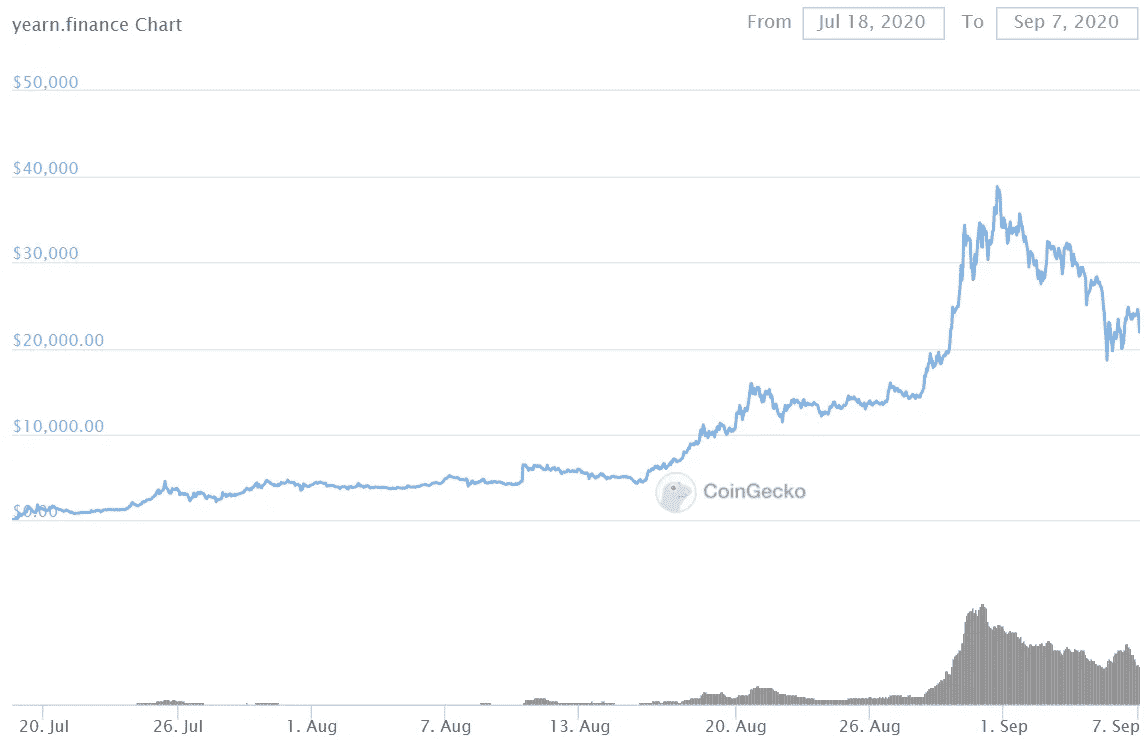 yearn.finance Chart
From Jul 18, 2020 To Sep 7, 2020
$50,000
$40,000
$30,000
$20,000.00
$10,000.00
$0.00
CoinGecko
20. Jul 26. Jul 1. Aug 7. Aug 13. Aug 20. Aug 26. Aug 1. Sep 7. Sep